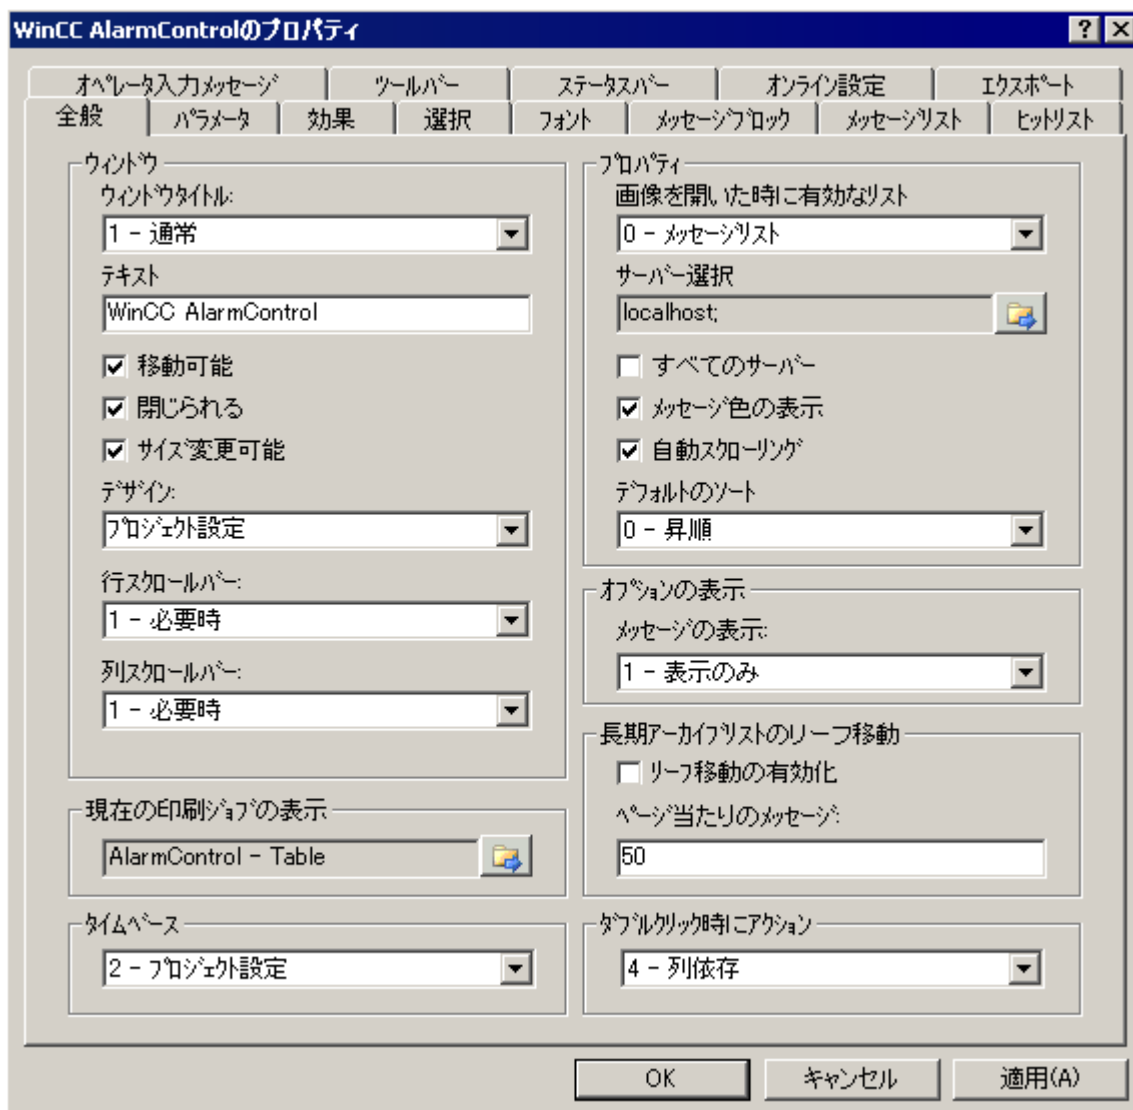 WinCC AlarmControlのプロパティ
オペレータ入力メッセージ ツールバー ステータスバー オンライン設定 エクスポート
全般 パラメータ 効果 選択 フォント メッセージブロック メッセージリスト ヒットリスト
ウィンドウ
ウィンドウタイトル:
1 - 通常
テキスト
WinCC AlarmControl
移動可能
閉じられる
サイズ変更可能
デザイン:
プロジェクト設定
行スクロールバー:
1 - 必要時
列スクロールバー:
1 - 必要時
現在の印刷ジョブの表示
AlarmControl - Table
タイムベース
2 - プロジェクト設定
プロパティ
画像を開いた時に有効なリスト
0 - メッセージリスト
サーバー選択
localhost;
すべてのサーバー
メッセージ色の表示
自動スクローリング
デフォルトのソート
0 - 昇順
オプションの表示
メッセージの表示:
1 - 表示のみ
長期アーカイブリストのリーフ移動
リーフ移動の有効化
ページ当たりのメッセージ:
50
ダブルクリック時にアクション
4 - 列依存
OK キャンセル 適用(A)